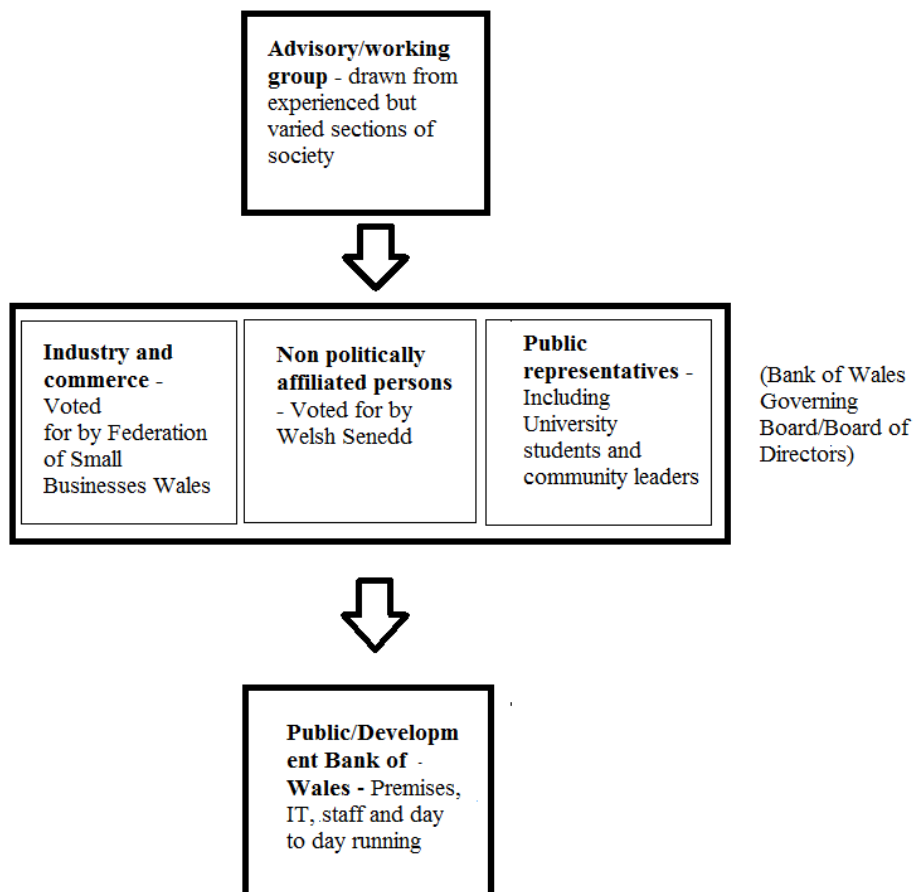 Advisory/working
group - drawn from
experienced but
varied sections of
society
Industry and
commerce -
Voted
for by Federation
of Small
Businesses Wales
Non politically
affiliated persons
- Voted for by
Welsh Senedd
Public
representatives -
Including
University
students and
community leaders
(Bank of Wales
Governing
Board/Board of
Directors)
Public/Developm
ent Bank of -
Wales - Premises,
IT, staff and day
to day running